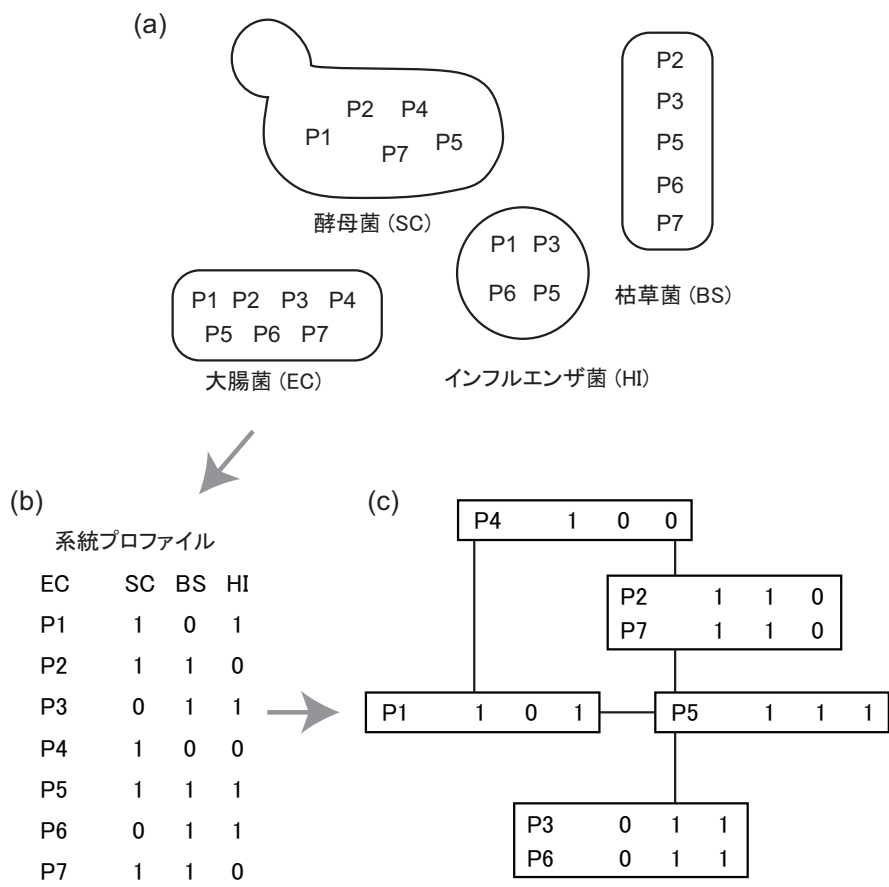 (a)
P2 P4
P1 P7 P5
酵母菌 (SC)
P2
P3
P5
P6
P7
枯草菌 (BS)
P1 P3
P6 P5
インフルエンザ菌 (HI)
P1 P2 P3 P4
P5 P6 P7
大腸菌 (EC)
(b)
系統プロファイル
EC SC BS HI
P1 1 0 1
P2 1 1 0
P3 0 1 1
P4 1 0 0
P5 1 1 1
P6 0 1 1
P7 1 1 0
(c)
P4 1 0 0
P2 1 1 0
P7 1 1 0
P1 1 0 1
P5 1 1 1
P3 0 1 1
P6 0 1 1